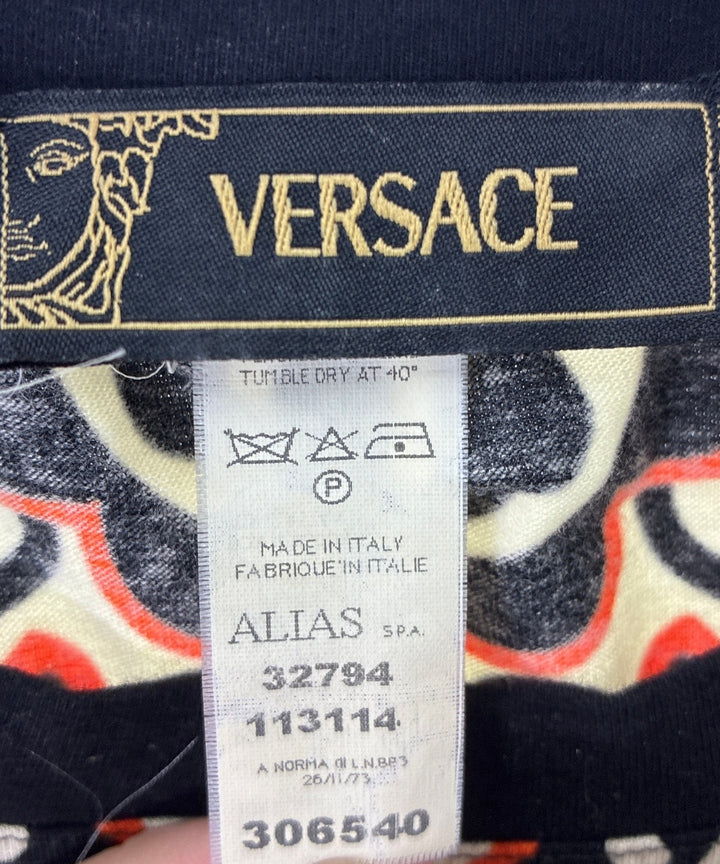 VERSACE
TUMBLE DRY AT 40°
P
MADE IN ITALY
FABRIQUE'IN ITALIE
ALIAS S.P.A.
32794
113114
A NORMA di L.N.883
26/11/73
306540